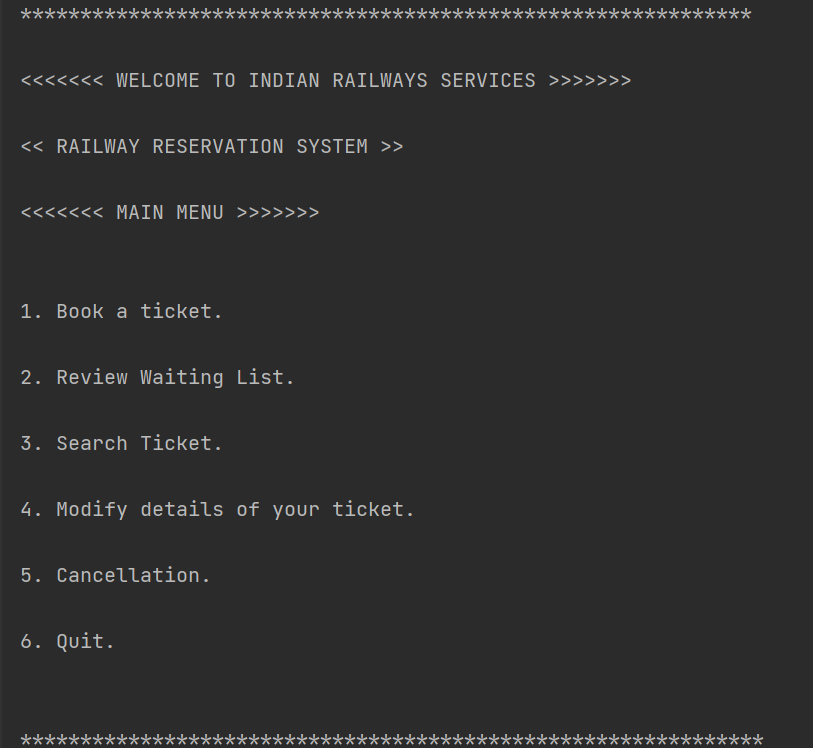 *************************************************************
<<<<<<< WELCOME TO INDIAN RAILWAYS SERVICES >>>>>>>
<< RAILWAY RESERVATION SYSTEM >>
<<<<<<< MAIN MENU >>>>>>>
1. Book a ticket.
2. Review Waiting List.
3. Search Ticket.
4. Modify details of your ticket.
5. Cancellation.
6. Quit.
**************************************************************